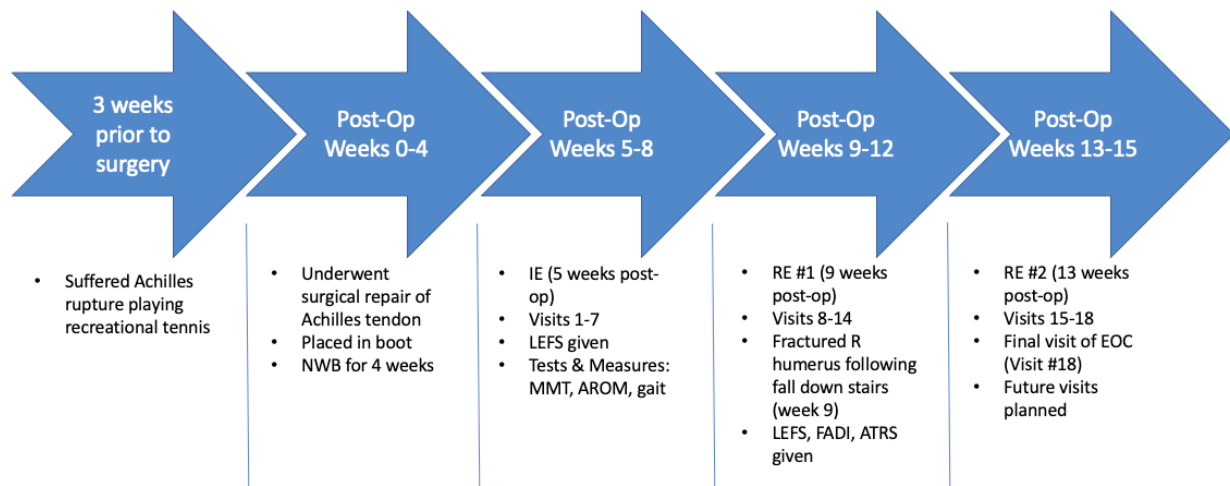 3 weeks
prior to
surgery
Post-Op
Weeks 0-4
Post-Op
Weeks 5-8
Post-Op
Weeks 9-12
Post-Op
Weeks 13-15
• Suffered Achilles
rupture playing
recreational tennis
• Underwent
surgical repair of
Achilles tendon
• Placed in boot
• NWB for 4 weeks
• IE (5 weeks post-
op)
• Visits 1-7
• LEFS given
• Tests & Measures:
MMT, AROM, gait
• RE #1 (9 weeks
post-op)
• Visits 8-14
• Fractured R
humerus following
fall down stairs
(week 9)
• LEFS, FADI, ATRS
given
• RE #2 (13 weeks
post-op)
• Visits 15-18
• Final visit of EOC
(Visit #18)
• Future visits
planned